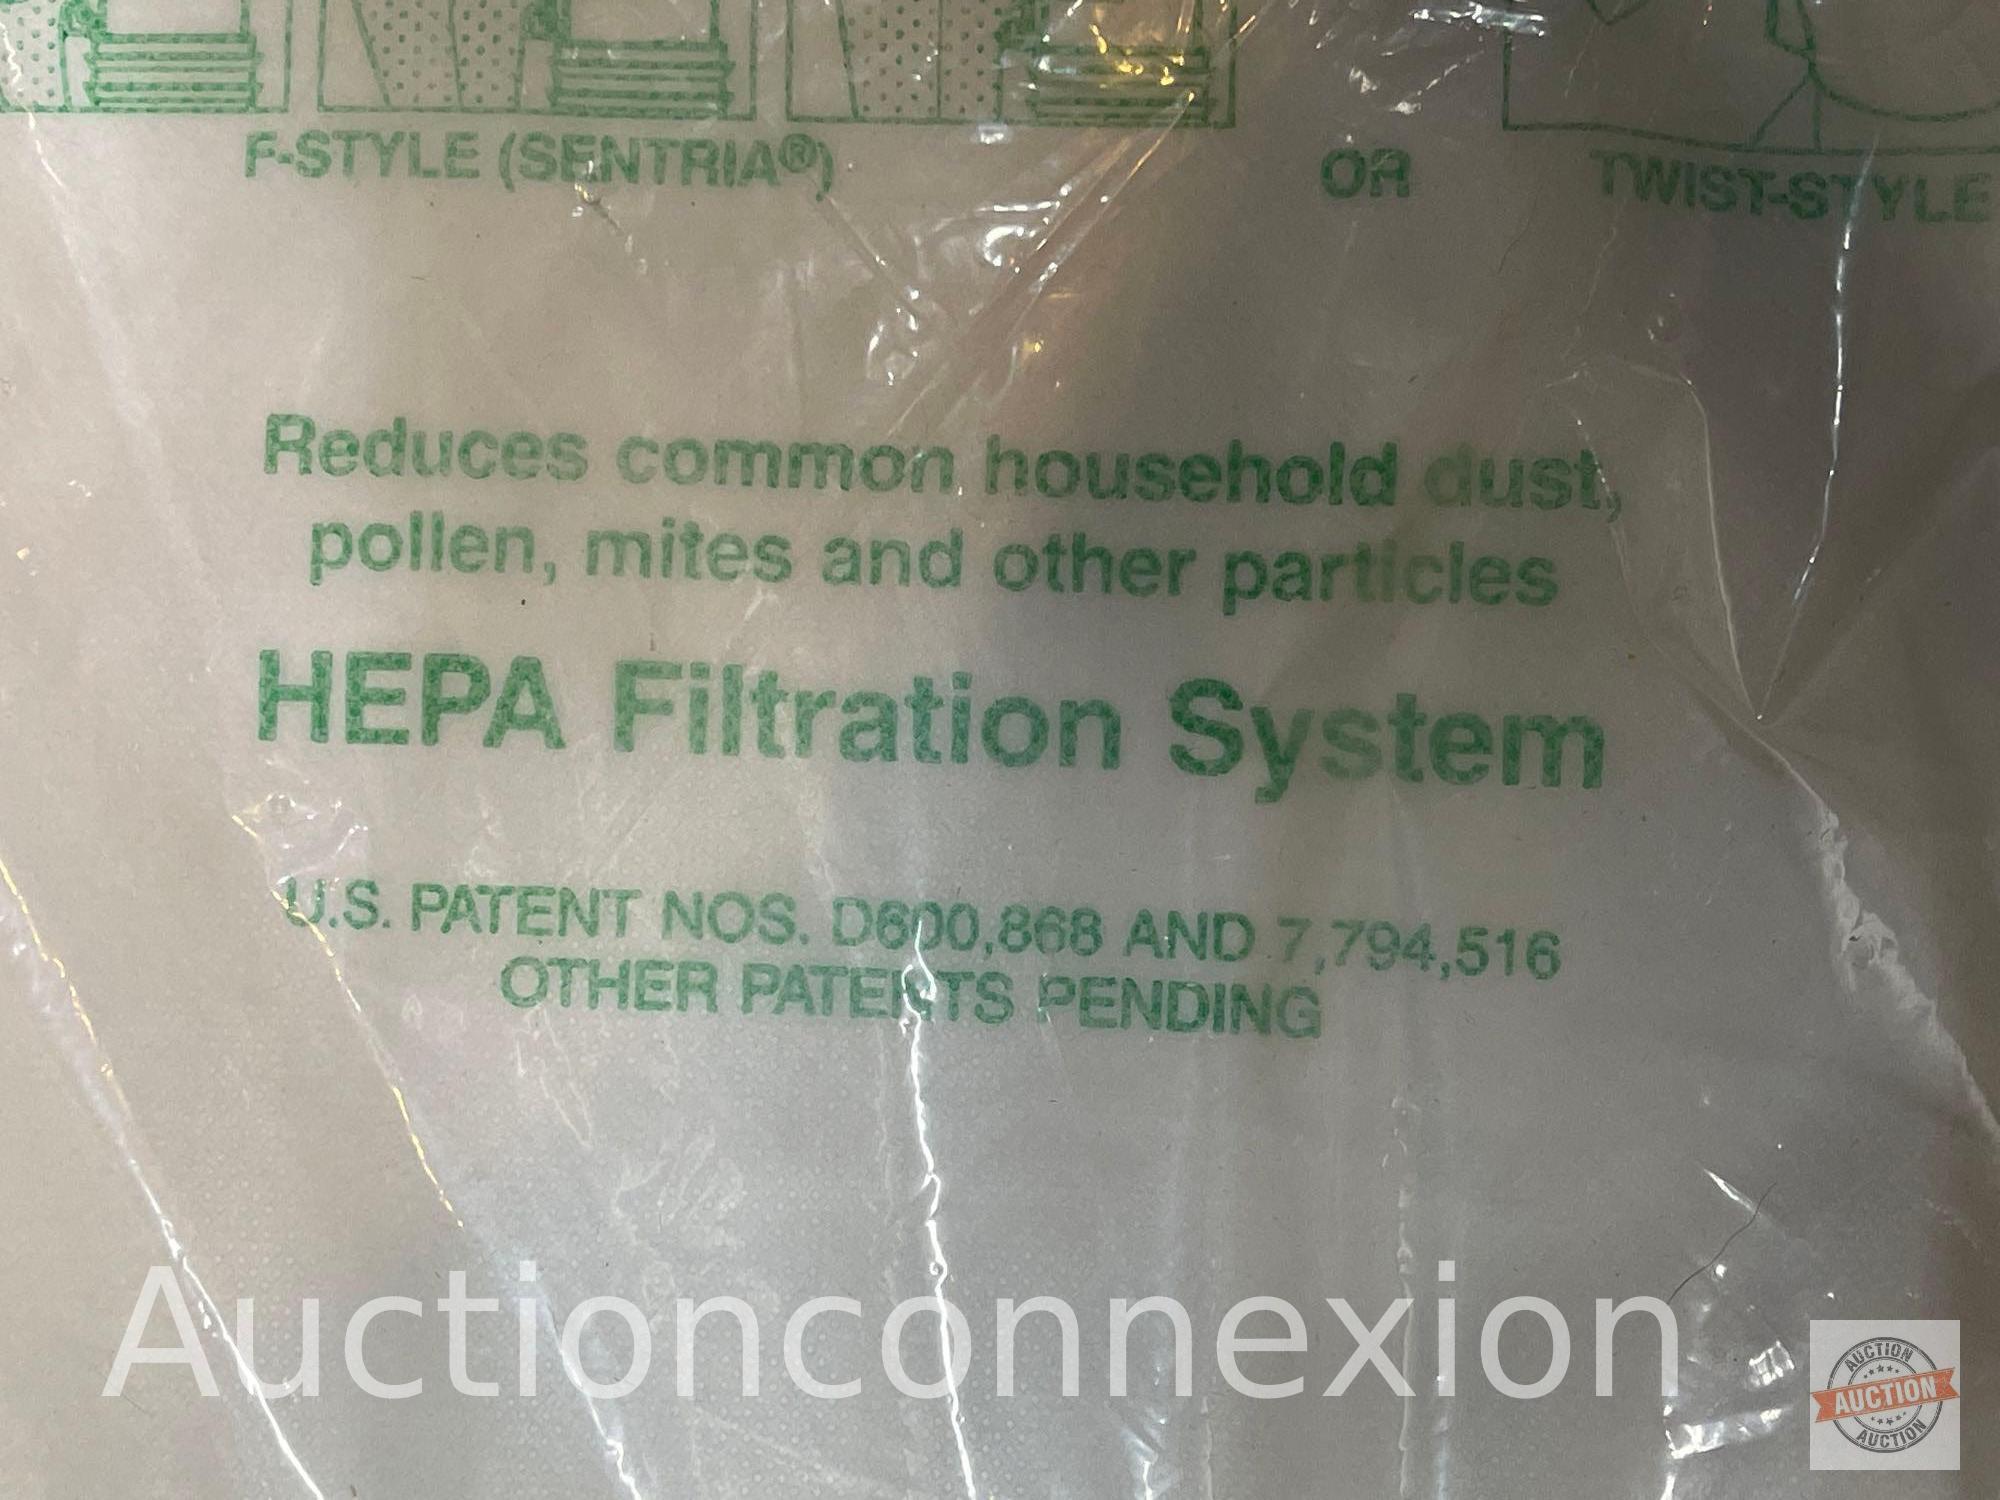 F-STYLE (SENTRIA®) OR TWIST-STYLE
Reduces common household dust,
pollen, mites and other particles
HEPA Filtration System
U.S. PATENT NOS. D600,868 AND 7,794,516
OTHER PATENTS PENDING
Auctionconnexion
AUCTION
AUCTION
AUCTION